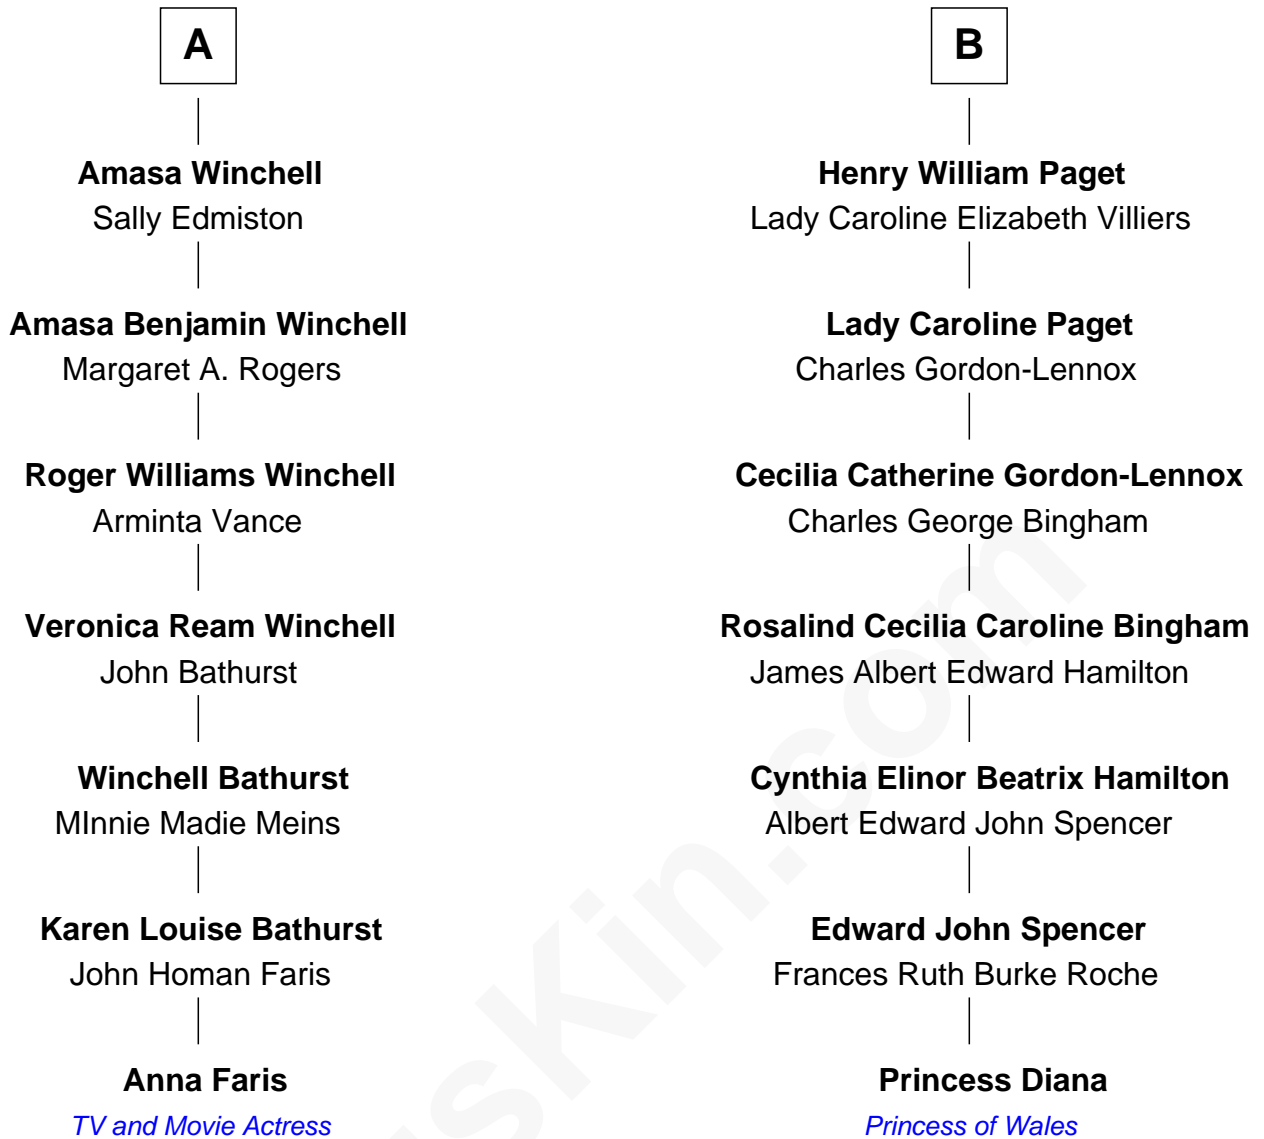 A
Amasa Winchell
Sally Edmiston
Amasa Benjamin Winchell
Margaret A. Rogers
Roger Williams Winchell
Arminta Vance
Veronica Ream Winchell
John Bathurst
Winchell Bathurst
MInnie Madie Meins
Karen Louise Bathurst
John Homan Faris
Anna Faris
TV and Movie Actress
B
Henry William Paget
Lady Caroline Elizabeth Villiers
Lady Caroline Paget
Charles Gordon-Lennox
Cecilia Catherine Gordon-Lennox
Charles George Bingham
Rosalind Cecilia Caroline Bingham
James Albert Edward Hamilton
Cynthia Elinor Beatrix Hamilton
Albert Edward John Spencer
Edward John Spencer
Frances Ruth Burke Roche
Princess Diana
Princess of Wales
sKin.com